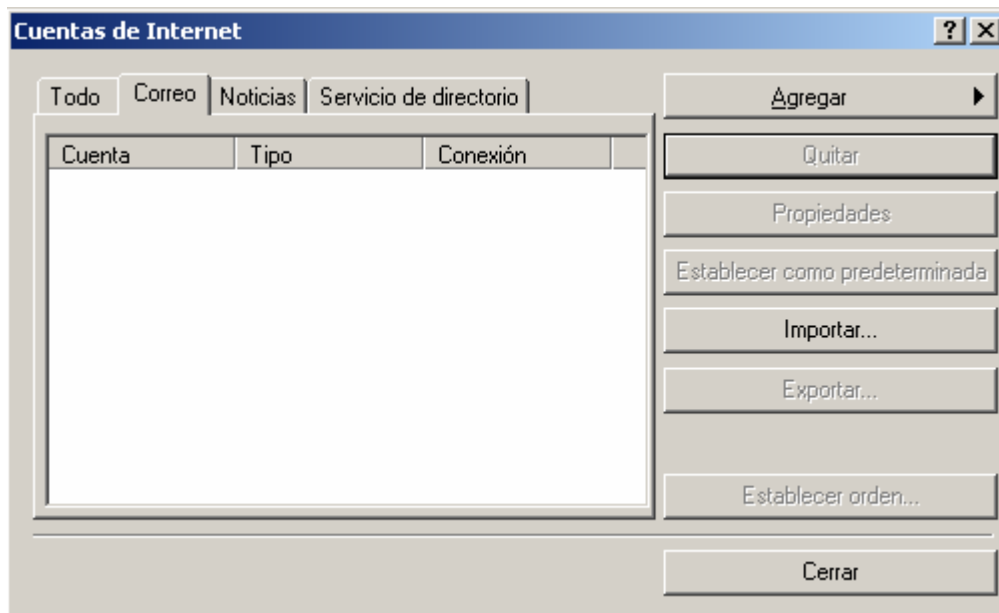 Cuentas de Internet
Todo Correo Noticias Servicio de directorio
Cuenta Tipo Conexión
Agregar
Quitar
Propiedades
Establecer como predeterminada
Importar...
Exportar...
Establecer orden...
Cerrar